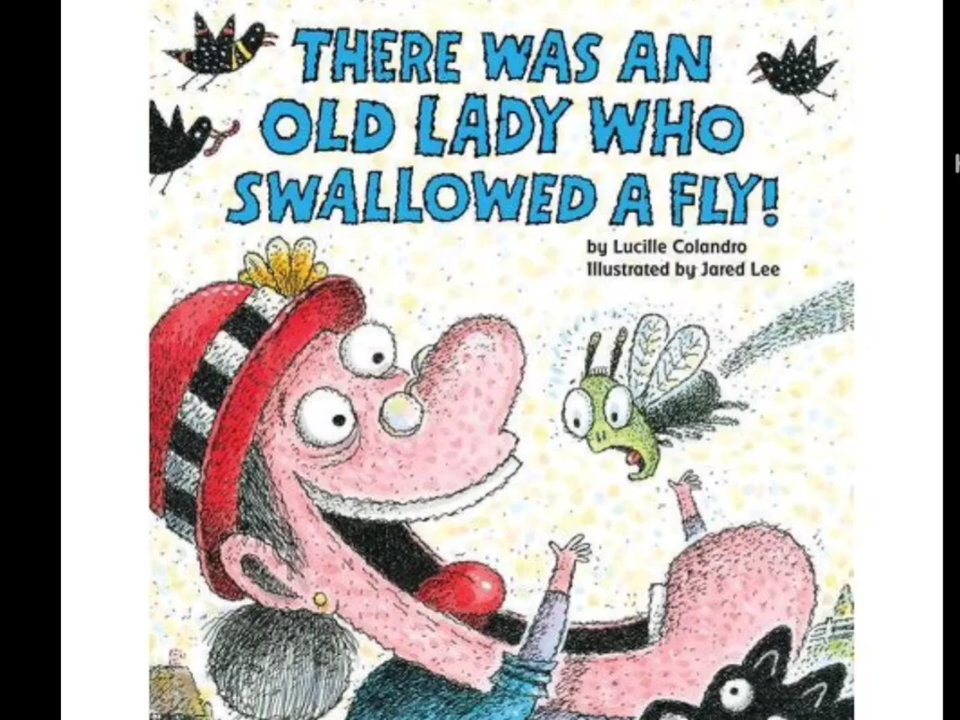 THERE WAS AN
OLD LADY WHO
SWALLOWED A FLY!
by Lucille Colandro
Illustrated by Jared Lee